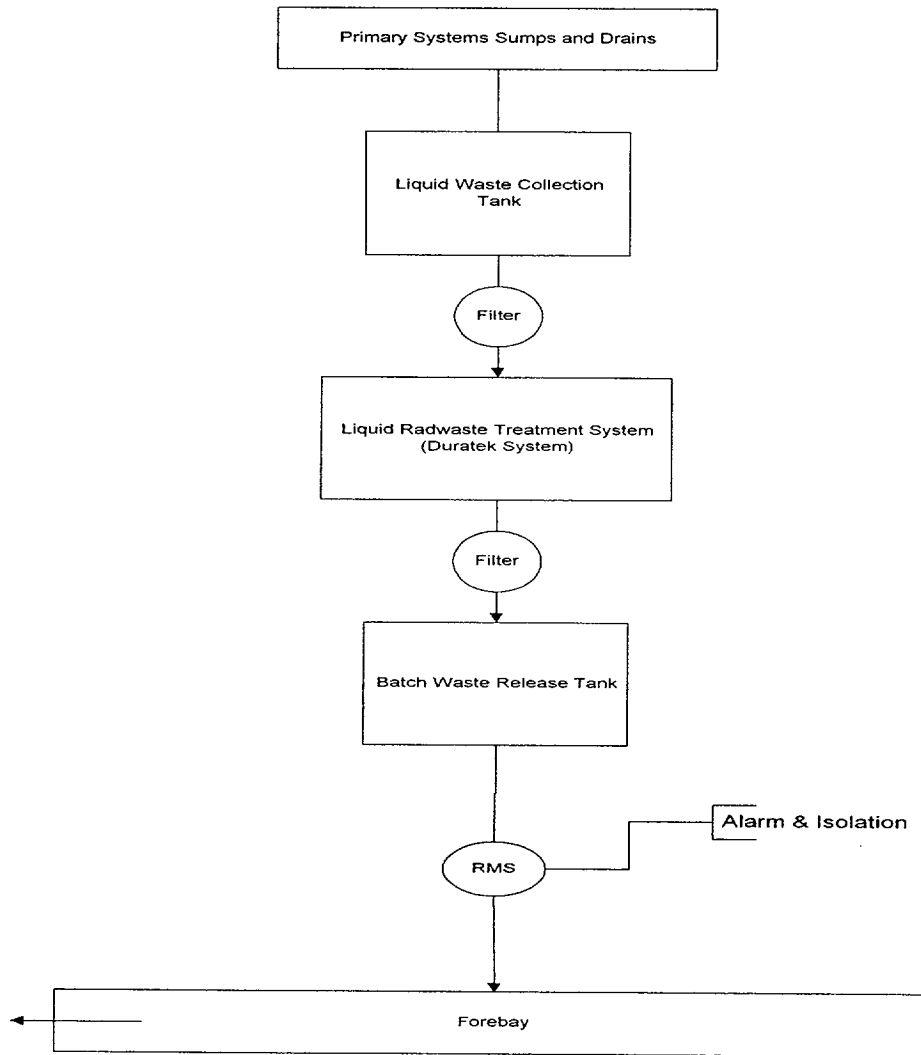 Primary Systems Sumps and Drains
Liquid Waste Collection
Tank
Filter
Liquid Radwaste Treatment System
(Duratek System)
Filter
Batch Waste Release Tank
Alarm & Isolation
RMS
Forebay